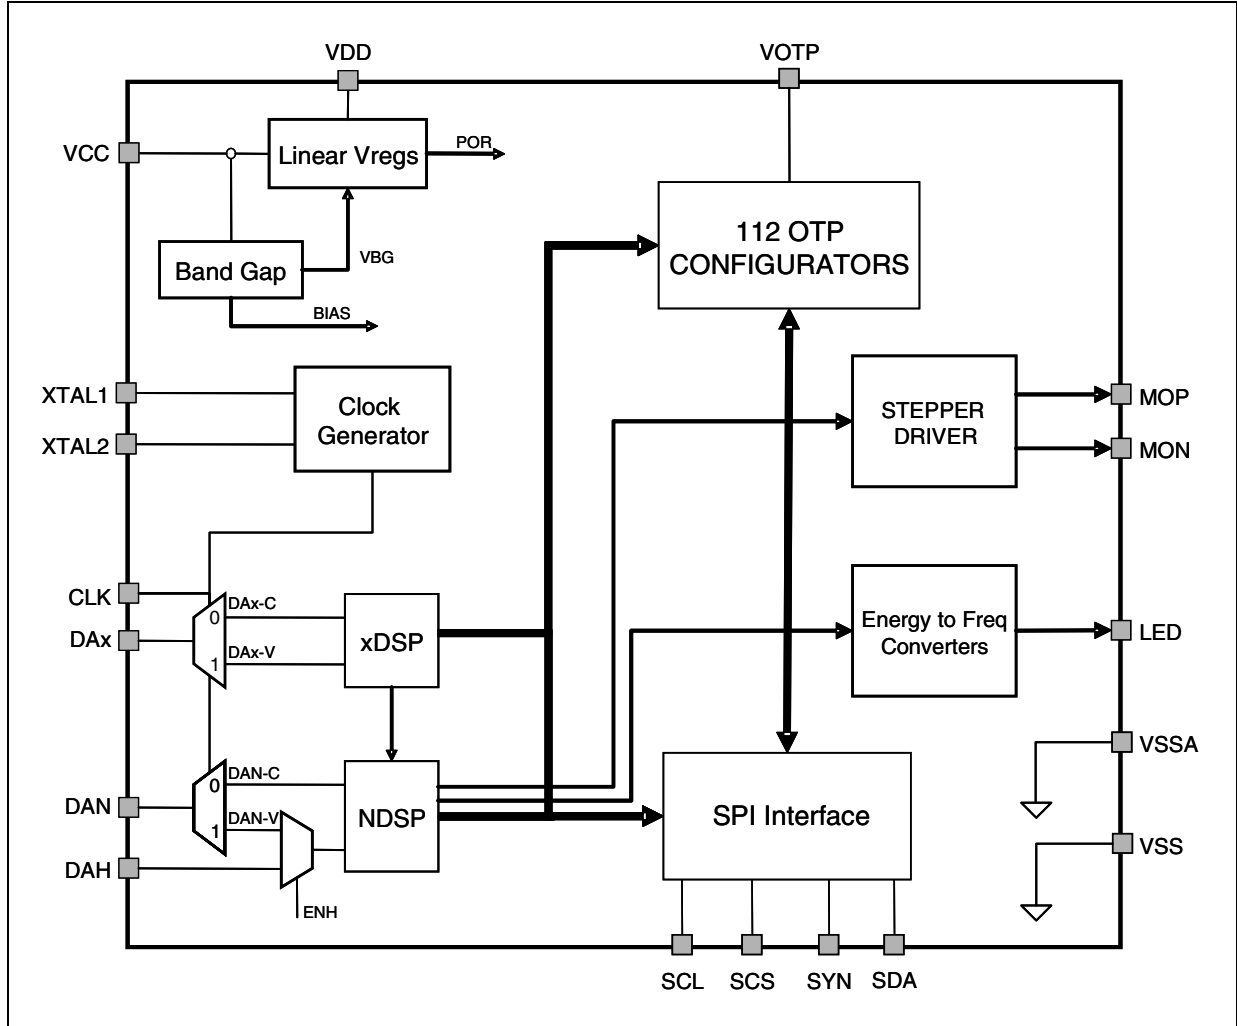 VDD
VOTP
VCC
Linear Vregs
POR
112 OTP
CONFIGURATORS
Band Gap
VBG
BIAS
XTAL1
XTAL2
Clock
Generator
STEPPER
DRIVER
MOP
MON
CLK
DAx
0
1
DAx-C
DAx-V
xDSP
Energy to Freq
Converters
LED
VSSA
VSS
DAN
DAH
0
1
DAN-C
DAN-V
ENH
NDSP
SPI Interface
SCL
SCS
SYN
SDA